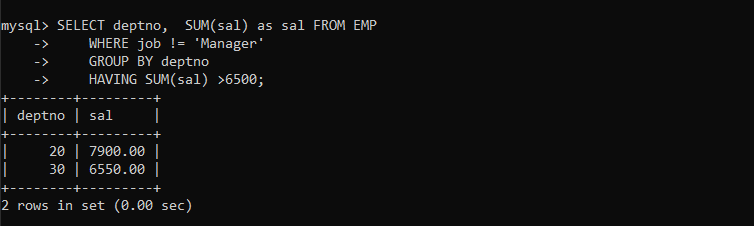 mysql> SELECT deptno,  SUM(sal) as sal FROM EMP
    ->     WHERE job != 'Manager'
    ->     GROUP BY deptno
    ->     HAVING SUM(sal) >6500;
+--------+---------+
| deptno | sal     |
+--------+---------+
|     20 | 7900.00 |
|     30 | 6550.00 |
+--------+---------+
2 rows in set (0.00 sec)